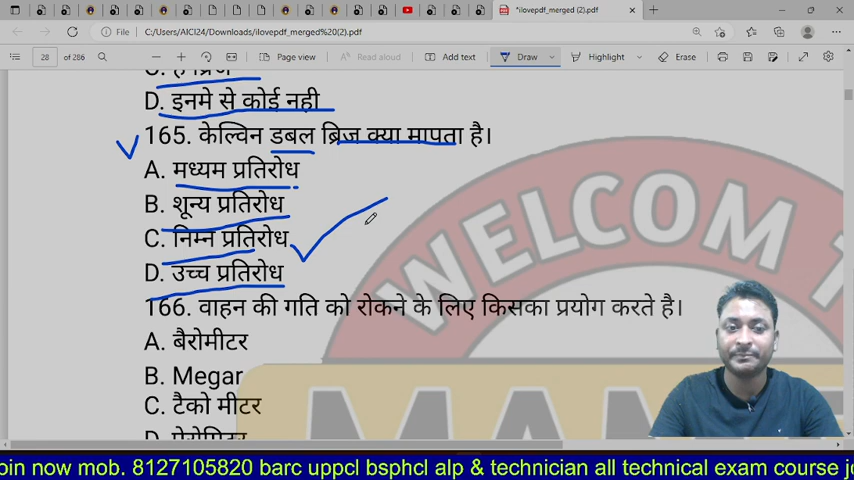 *ilovepdf_merged (2).pdf
File
C:/Users/AICI24/Downloads/ilovepdf_merged%20(2).pdf
28 of 286
Page view
Read aloud
Add text
Draw
Highlight
Erase
D. इनमे से कोई नही
165. केल्विन डबल ब्रिज क्या मापता है।
A. मध्यम प्रतिरोध
B. शून्य प्रतिरोध
C. निम्न प्रतिरोध
D. उच्च प्रतिरोध
166. वाहन की गति को रोकने के लिए किसका प्रयोग करते है।
A. बैरोमीटर
B. Megar
C. टैको मीटर
WELCOM
oin now mob. 8127105820 barc uppcl bsphcl alp & technician all technical exam course jo